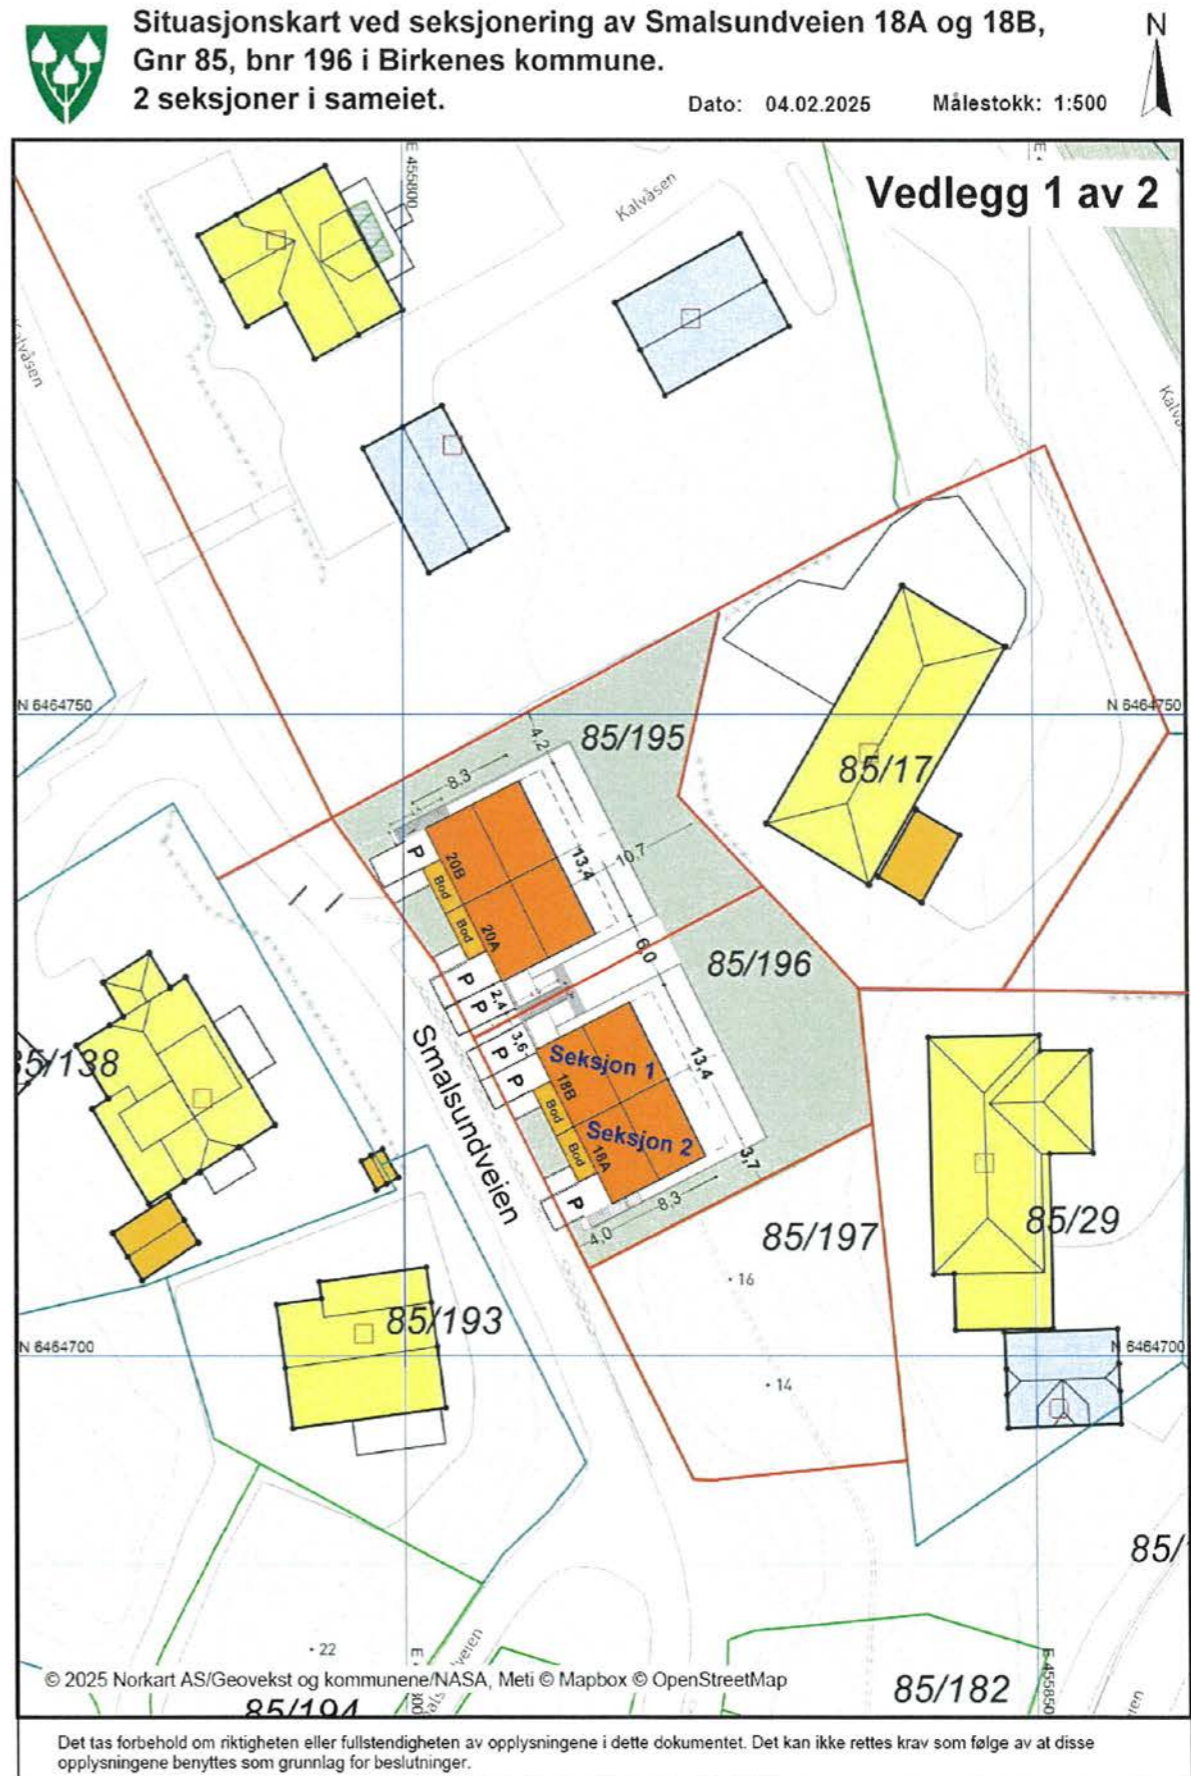 Situasjonskart ved seksjonering av Smalsundveien 18A og 18B,
Gnr 85, bnr 196 i Birkenes kommune.
2 seksjoner i sameiet.
Dato: 04.02.2025
Målestokk: 1:500
N
Vedlegg 1 av 2
E 455800
Kalvåsen
Kalvåsen
N 6464750
N 6464750
85/195
85/17
4,2
8,3
P
20B
Bod
Bod
20A
13,4
10,7
6,0
85/196
P
P
2,4
3,6
P
P
Seksjon 1
18B
Bod
Bod
Seksjon 2
18A
13,4
3,7
P
8,3
4,0
Smalsundveien
85/197
85/29
85/193
16
14
N 6464700
N 6464700
85/
22
E 455850
© 2025 Norkart AS/Geovekst og kommunene/NASA, Meti © Mapbox © OpenStreetMap
85/194
85/182
Det tas forbehold om riktigheten eller fullstendigheten av opplysningene i dette dokumentet. Det kan ikke rettes krav som følge av at disse
opplysningene benyttes som grunnlag for beslutninger.